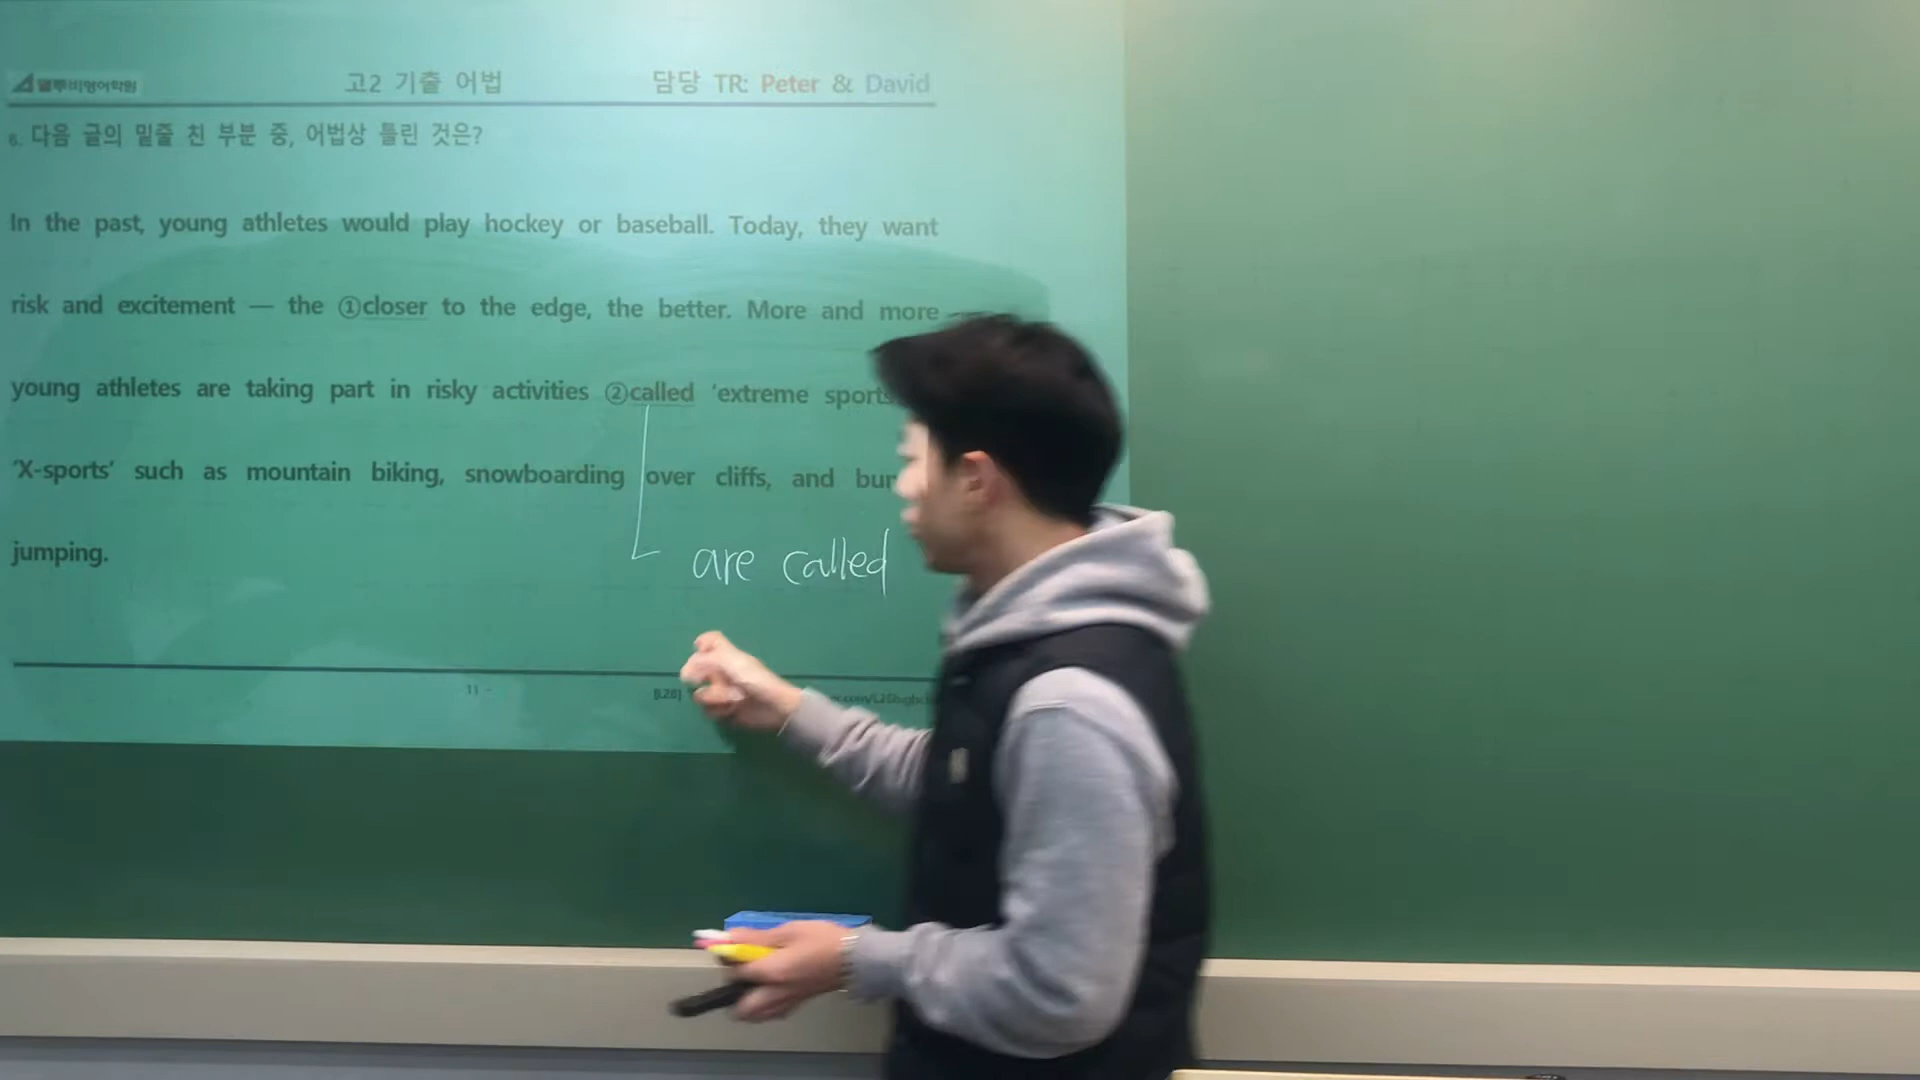 고2 기출 어법
담당 TR: Peter & David
6. 다음 글의 밑줄 친 부분 중, 어법상 틀린 것은?
In the past, young athletes would play hockey or baseball. Today, they want
risk and excitement — the ①closer to the edge, the better. More and more
young athletes are taking part in risky activities ②called 'extreme sports
'X-sports' such as mountain biking, snowboarding over cliffs, and
jumping.
are called
11 -